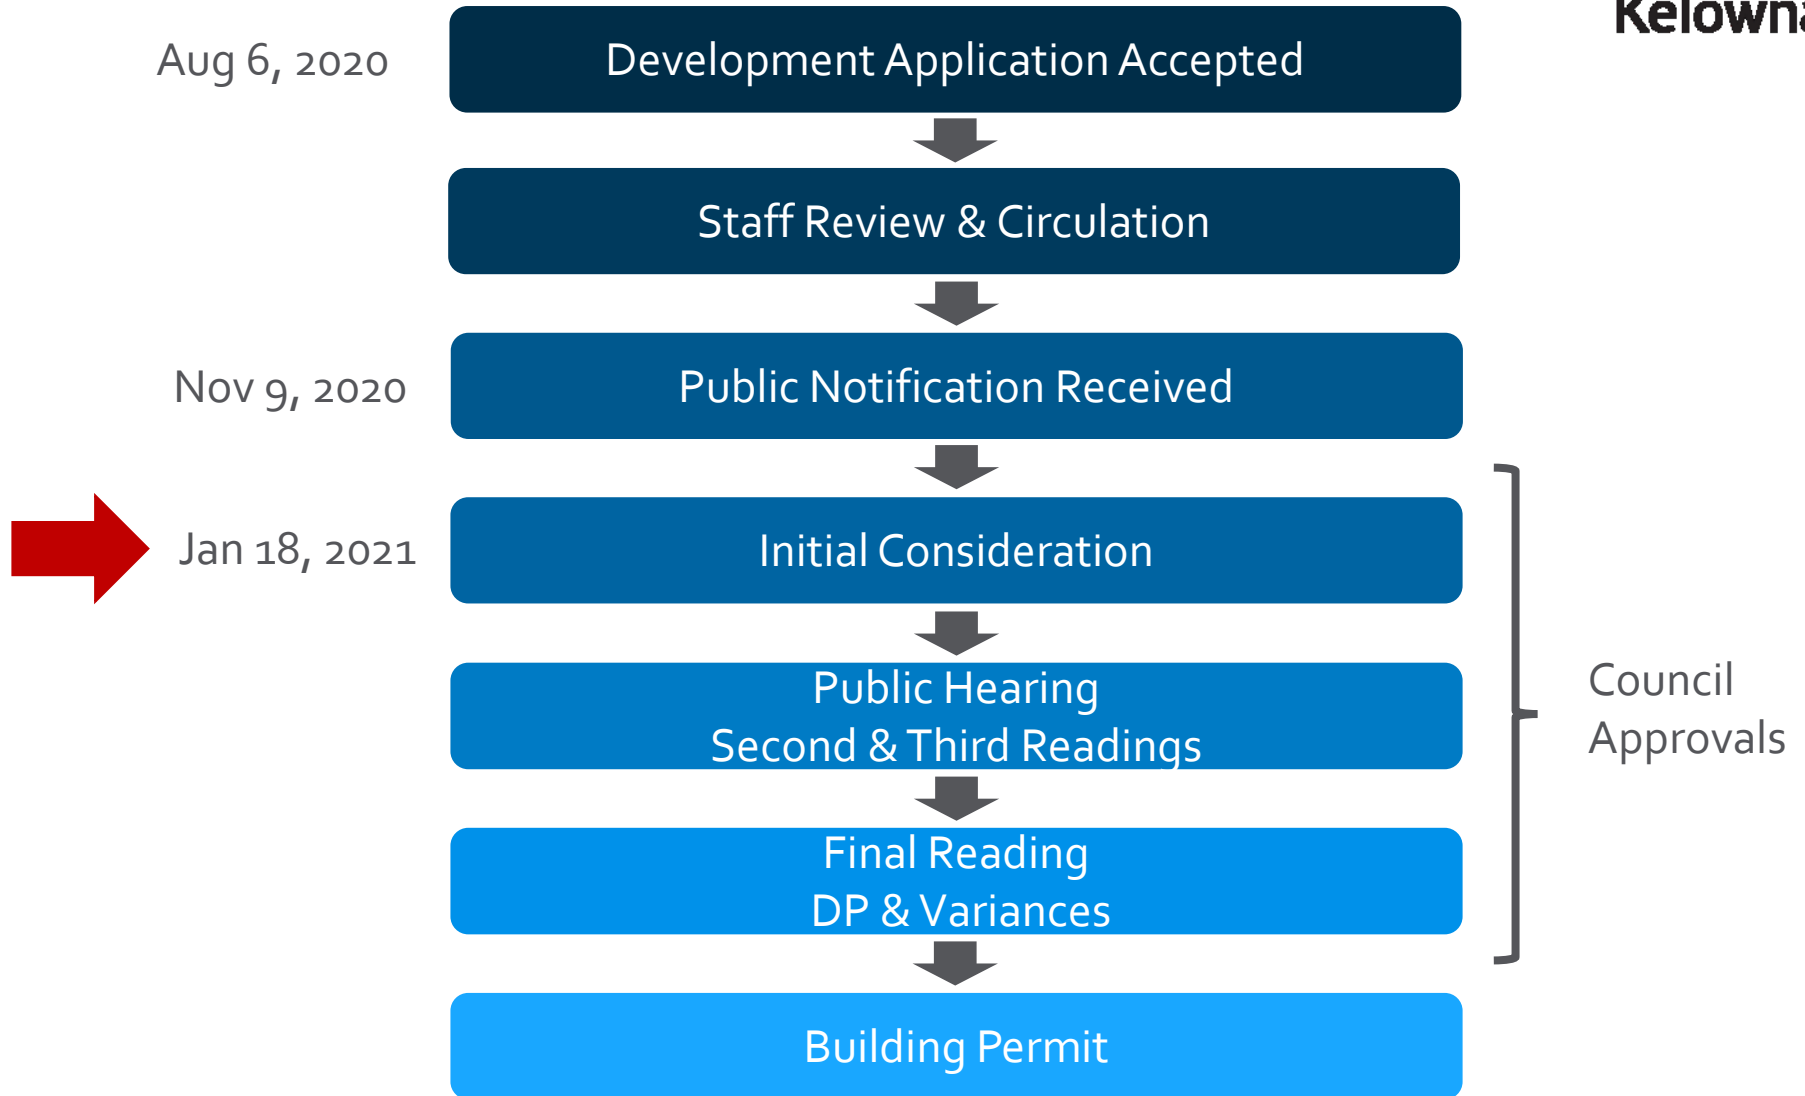 Kelowna
Aug 6, 2020
Development Application Accepted
Staff Review & Circulation
Nov 9, 2020
Public Notification Received
Jan 18, 2021
Initial Consideration
Public Hearing
Second & Third Readings
Council
Approvals
Final Reading
DP & Variances
Building Permit